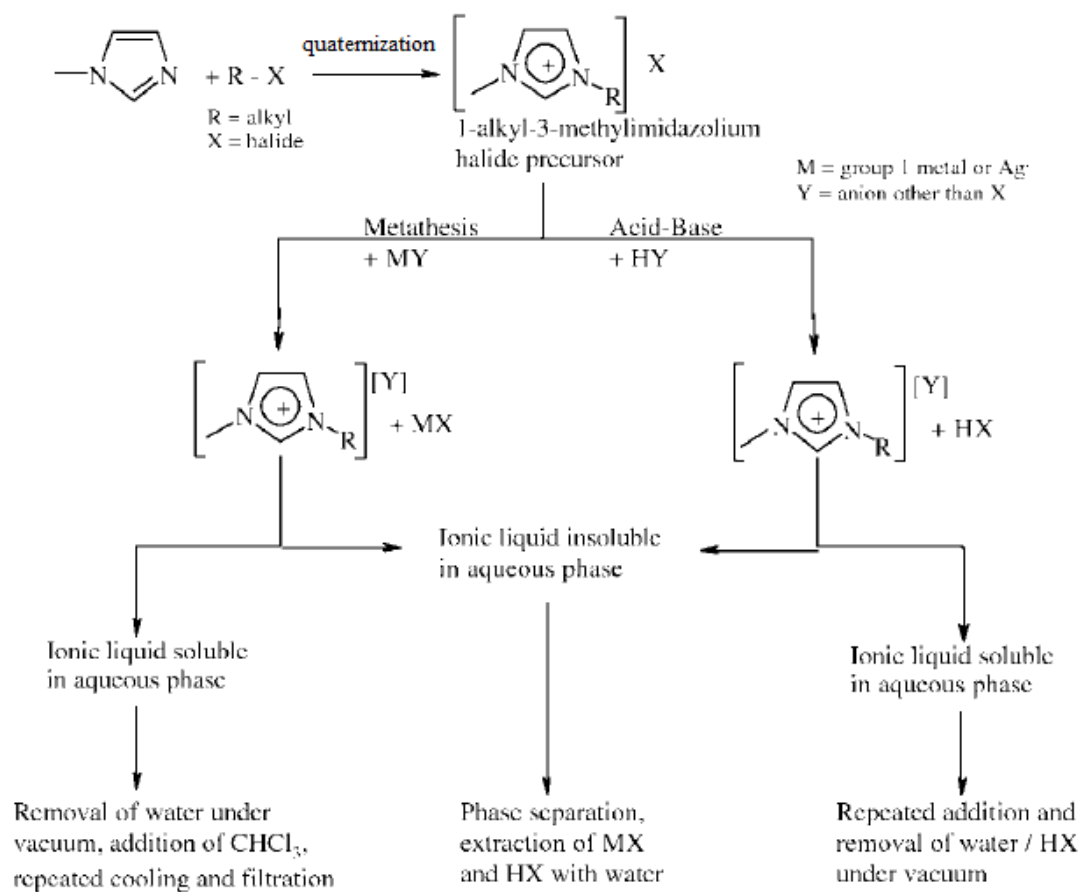 quaternization
N
N
+ R - X
R = alkyl
X = halide
N
+
N
R
X
1-alkyl-3-methylimidazolium
halide precursor
M = group 1 metal or Ag
Y = anion other than X
Metathesis
+ MY
Acid-Base
+ HY
N
+
N
R
[Y]
+ MX
N
+
N
R
[Y]
+ HX
Ionic liquid insoluble
in aqueous phase
Ionic liquid soluble
in aqueous phase
Ionic liquid soluble
in aqueous phase
Removal of water under
vacuum, addition of CHCl₃,
repeated cooling and filtration
Phase separation,
extraction of MX
and HX with water
Repeated addition and
removal of water / HX
under vacuum